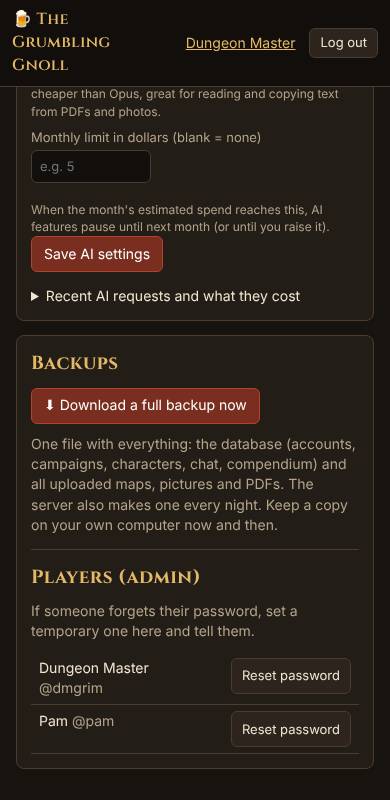 🍺 The
Grumbling
Gnoll
Dungeon Master
Log out
cheaper than Opus, great for reading and copying text
from PDFs and photos.
Monthly limit in dollars (blank = none)
e.g. 5
When the month's estimated spend reaches this, AI
features pause until next month (or until you raise it).
Save AI settings
▶ Recent AI requests and what they cost
Backups
⬇ Download a full backup now
One file with everything: the database (accounts,
campaigns, characters, chat, compendium) and
all uploaded maps, pictures and PDFs. The
server also makes one every night. Keep a copy
on your own computer now and then.
Players (admin)
If someone forgets their password, set a
temporary one here and tell them.
Dungeon Master
@dmgrim
Reset password
Pam @pam
Reset password